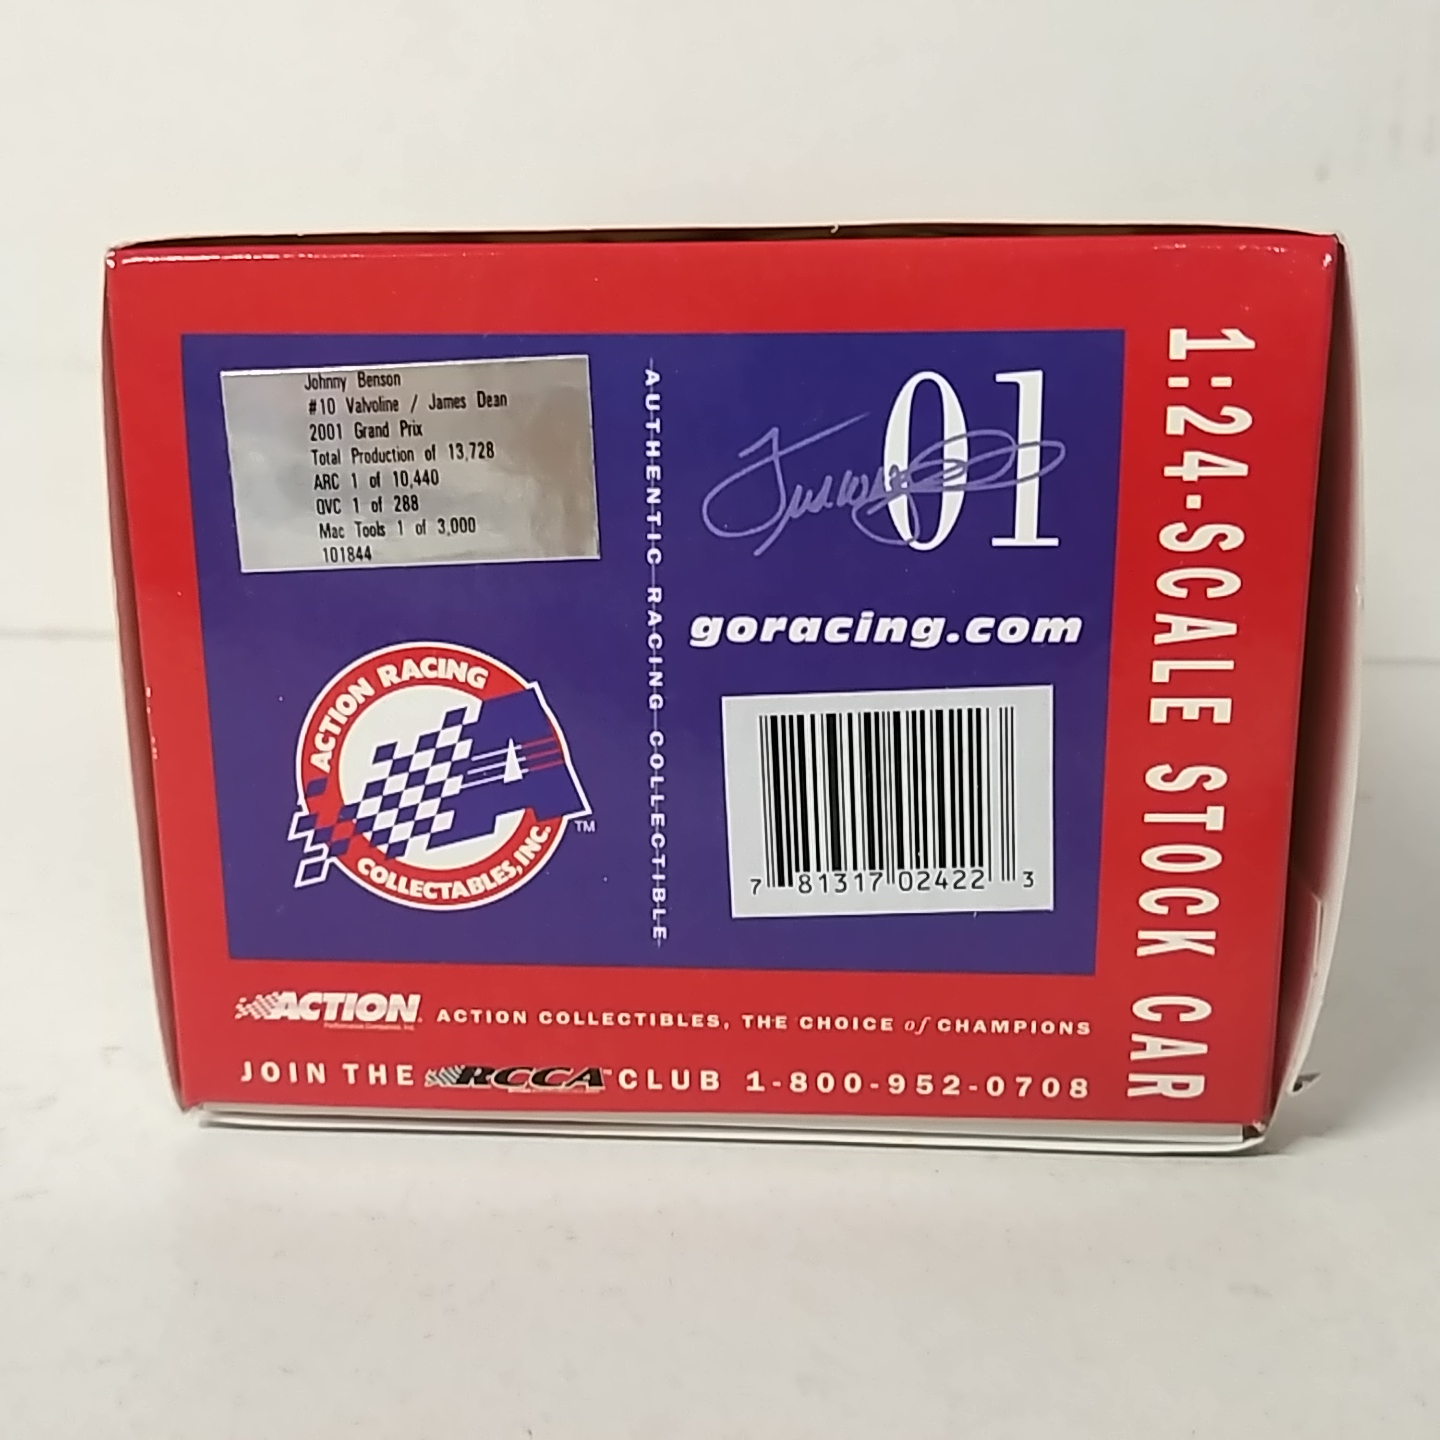 Johnny Benson
#10 Valvoline / James Dean
2001 Grand Prix
Total Production of 13,728
ARC 1 of 10,440
QVC 1 of 288
Mac Tools 1 of 3,000
101844
AUTHENTIC RACING COLLECTIBLE
01
goracing.com
ACTION RACING
COLLECTABLES, INC.
TM
7 81317 02422 3
1:24-SCALE STOCK CAR
ACTION ACTION COLLECTIBLES, THE CHOICE of CHAMPIONS
JOIN THE RCCA CLUB 1-800-952-0708